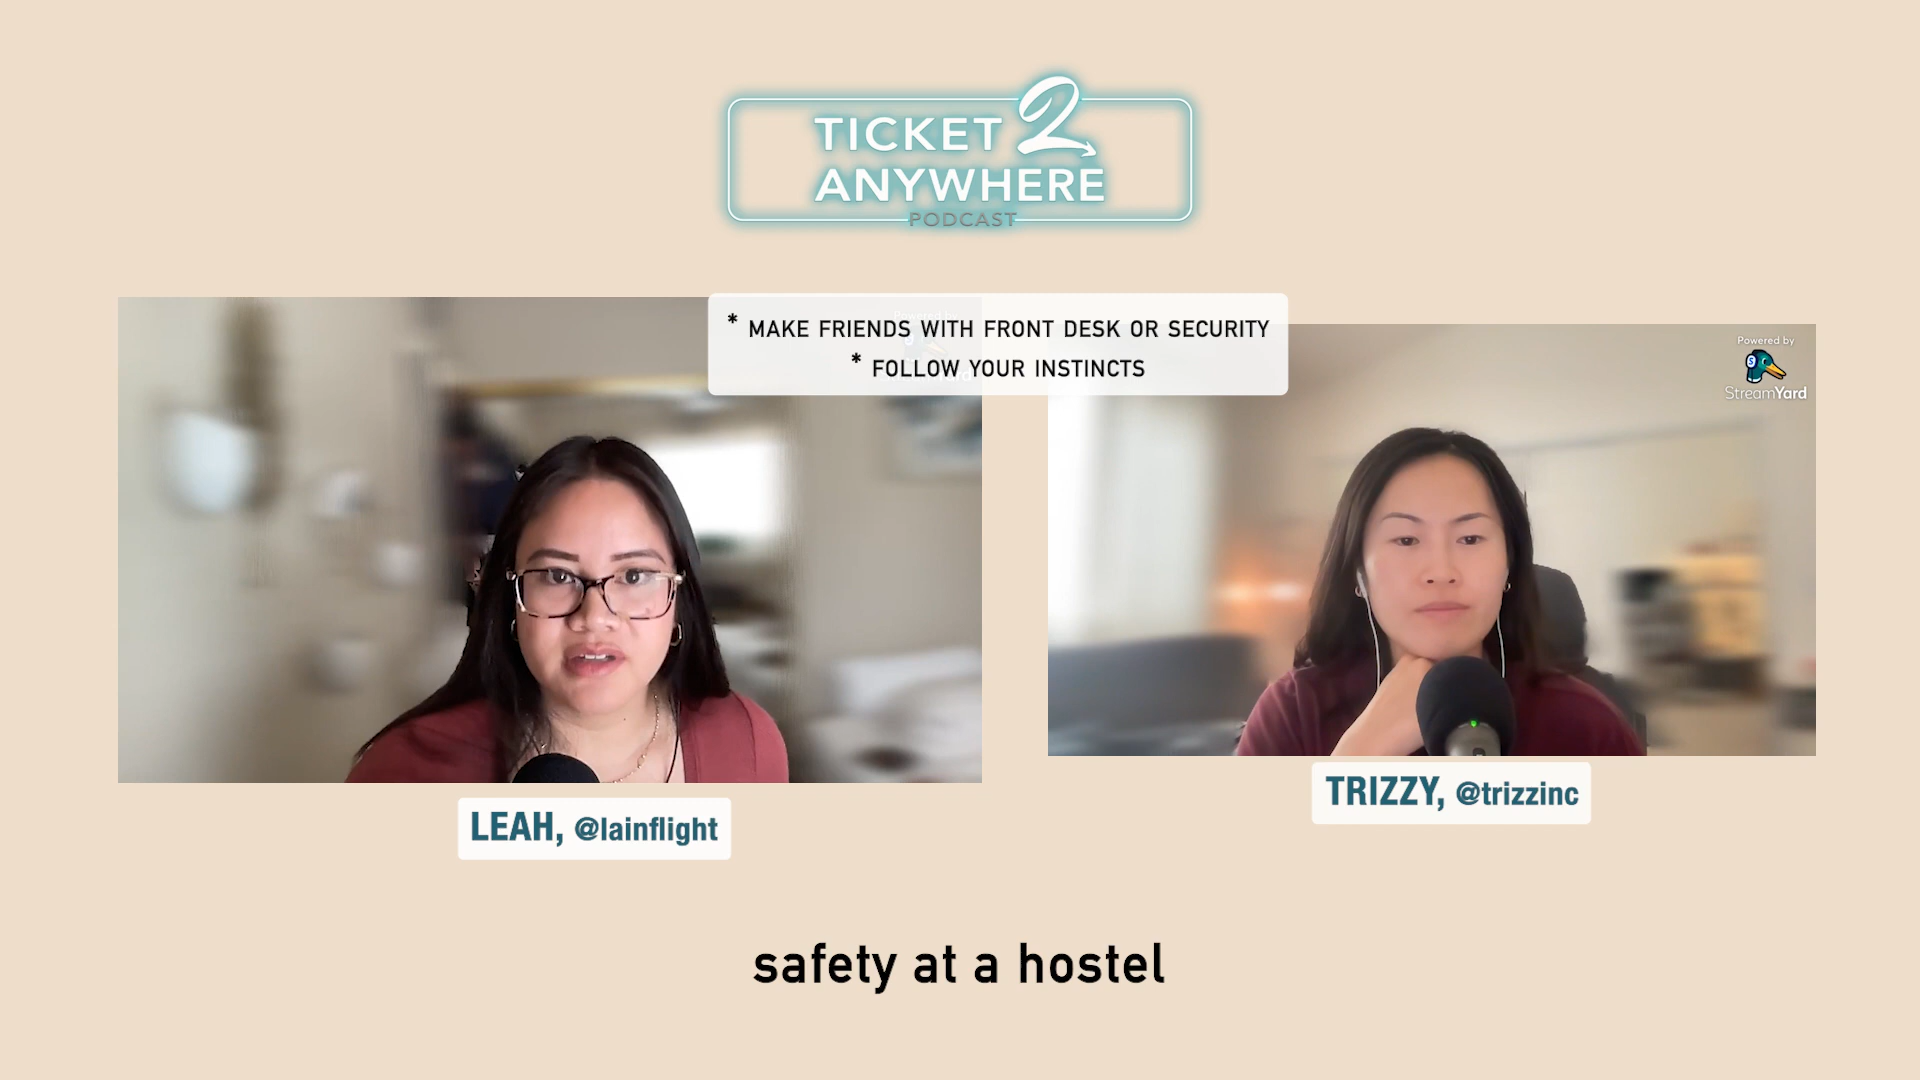 TICKET 2
ANYWHERE
PODCAST
* MAKE FRIENDS WITH FRONT DESK OR SECURITY
* FOLLOW YOUR INSTINCTS
Powered by
StreamYard
LEAH, @lainflight
TRIZZY, @trizzinc
safety at a hostel